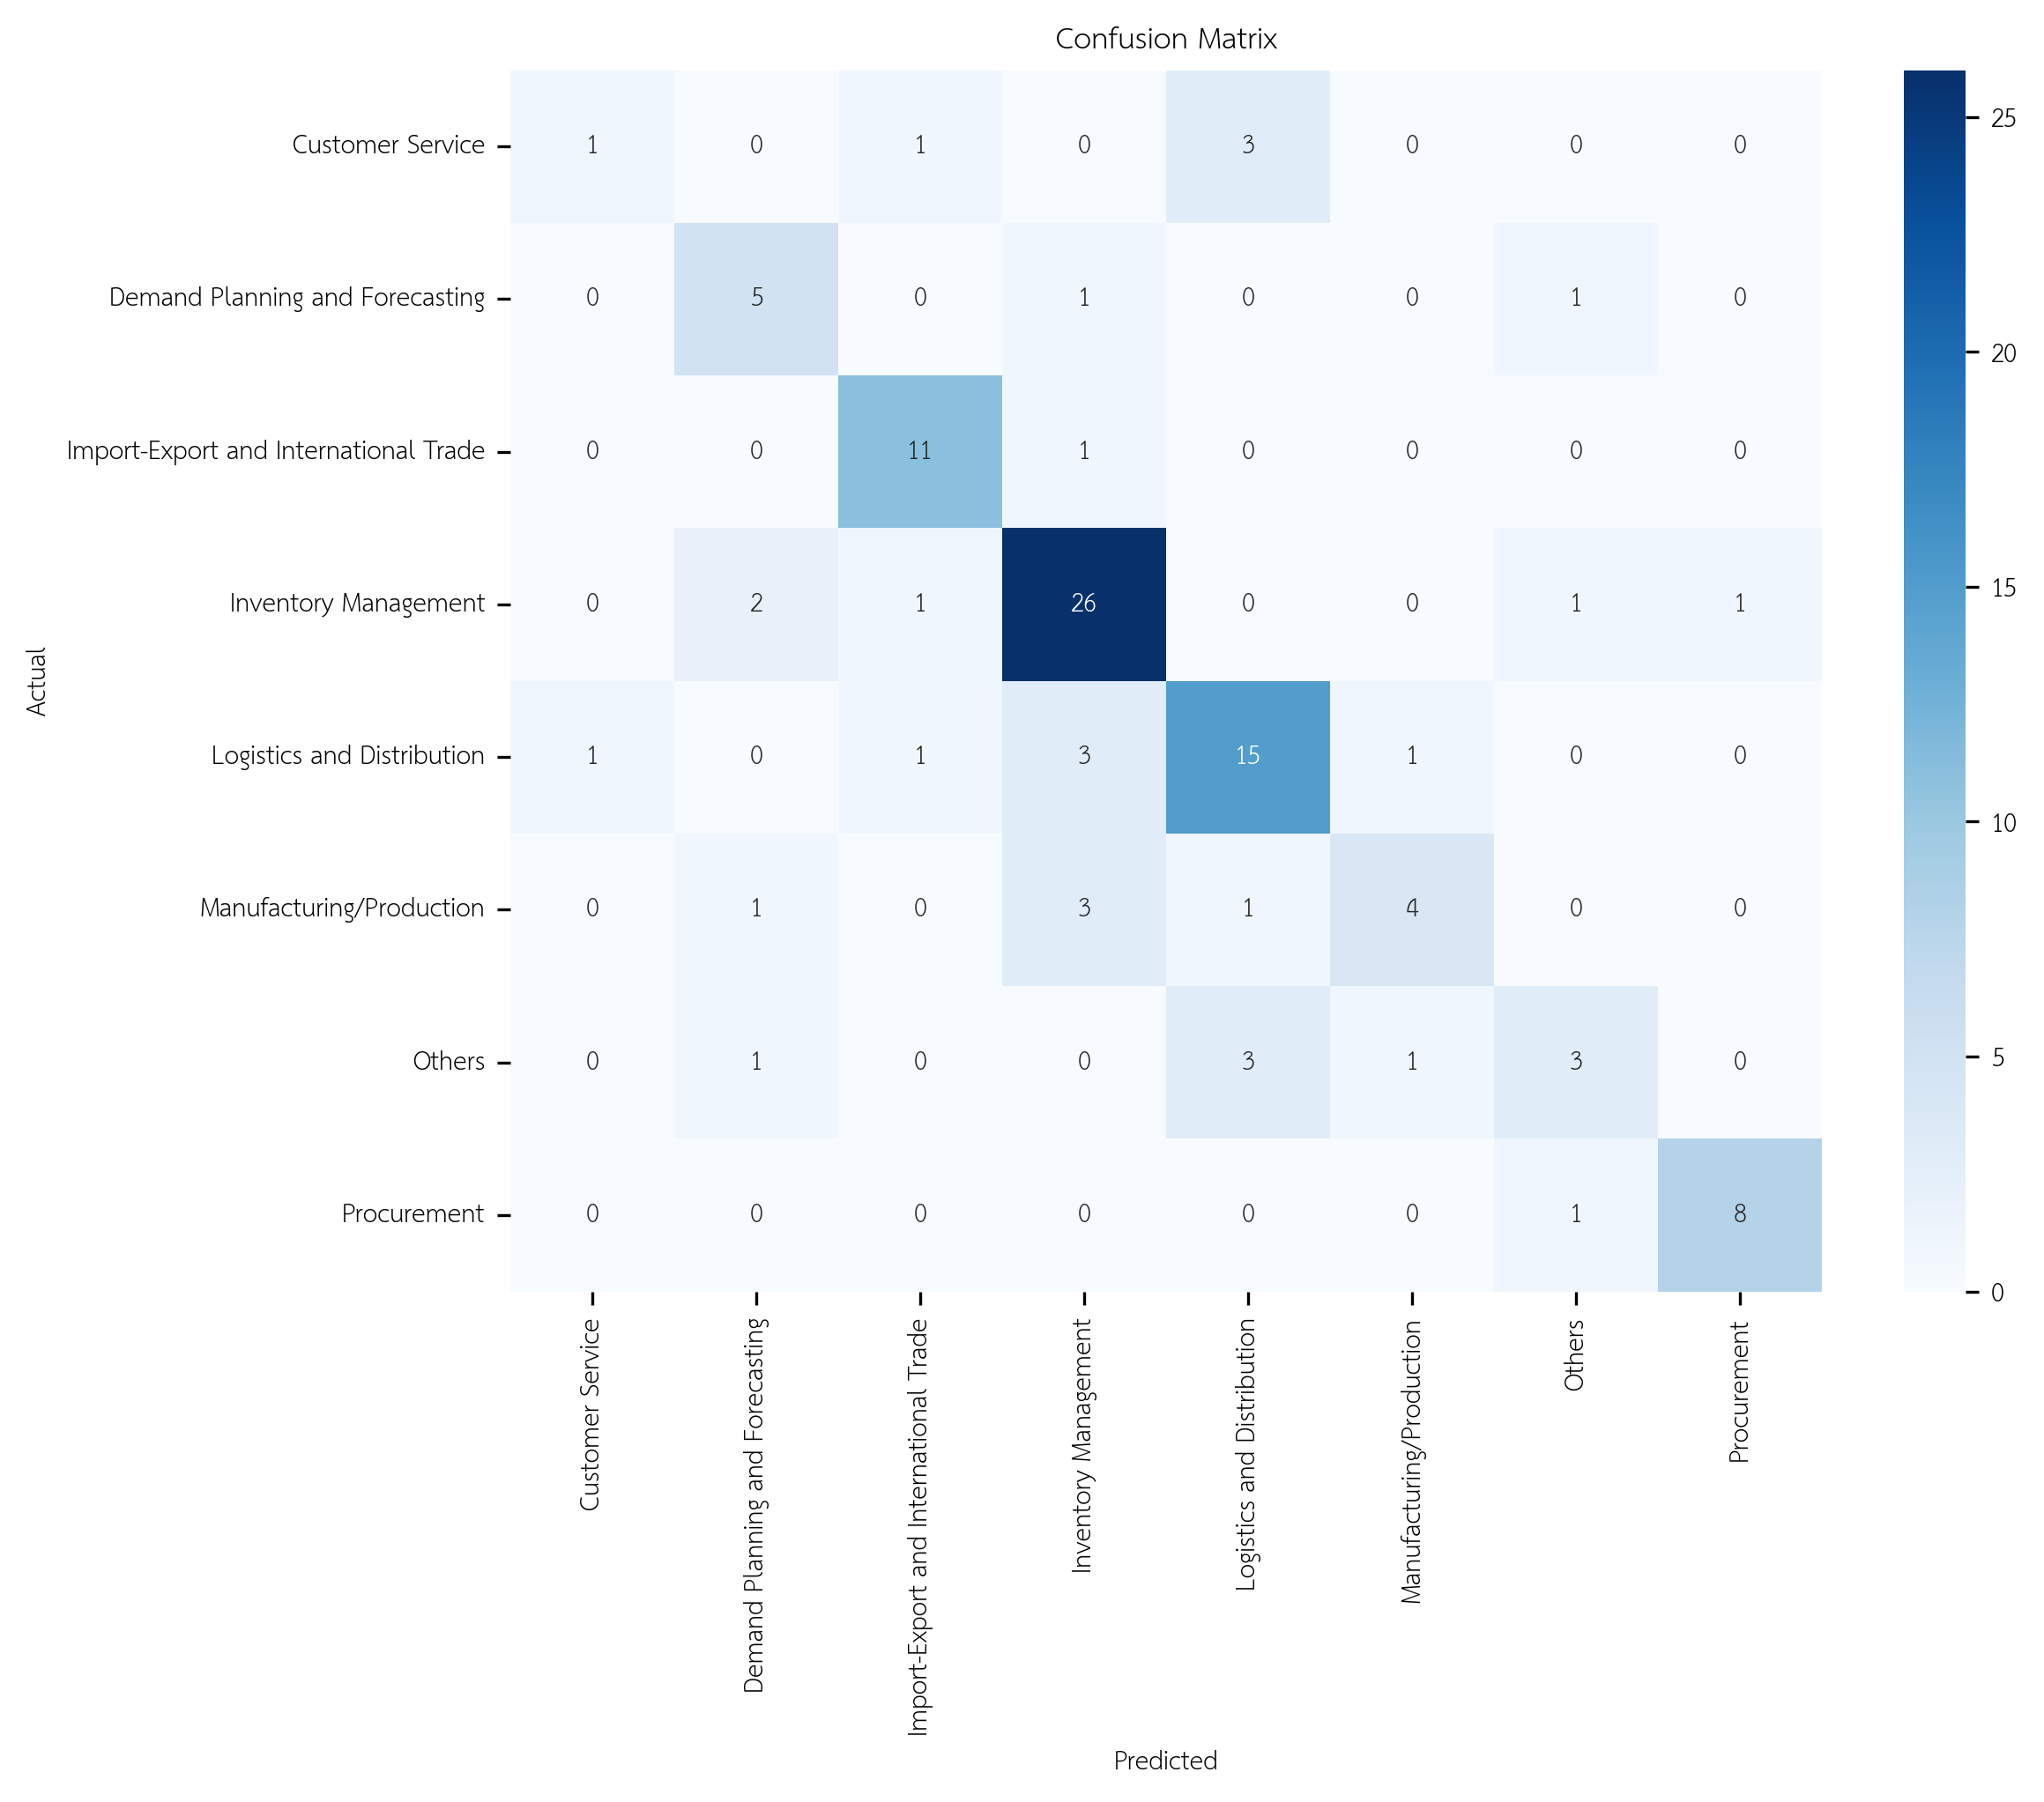 Confusion Matrix
Customer Service 1 0 1 0 3 0 0 0
Demand Planning and Forecasting 0 5 0 1 0 0 1 0
Import-Export and International Trade 0 0 11 1 0 0 0 0
Inventory Management 0 2 1 26 0 0 1 1
Logistics and Distribution 1 0 1 3 15 1 0 0
Manufacturing/Production 0 1 0 3 1 4 0 0
Others 0 1 0 0 3 1 3 0
Procurement 0 0 0 0 0 0 1 8
Actual
Customer Service
Demand Planning and Forecasting
Import-Export and International Trade
Inventory Management
Logistics and Distribution
Manufacturing/Production
Others
Procurement
Predicted
25
20
15
10
5
0